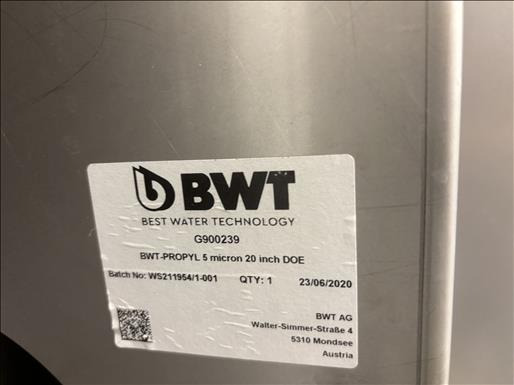 BWT
BEST WATER TECHNOLOGY
G900239
BWT-PROPYL 5 micron 20 inch DOE
Batch No: WS211954/1-001 QTY: 1 23/06/2020
BWT AG
Walter-Simmer-Straße 4
5310 Mondsee
Austria